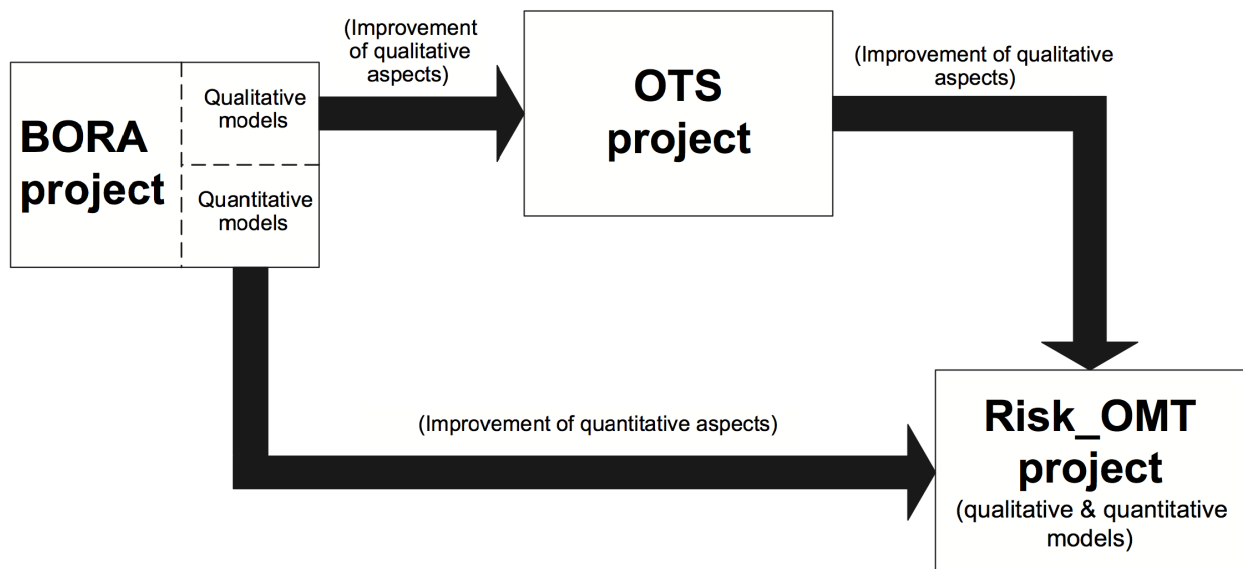 BORA
project
Qualitative
models
Quantitative
models
(Improvement
of qualitative
aspects)
OTS
project
(Improvement of qualitative
aspects)
(Improvement of quantitative aspects)
Risk_OMT
project
(qualitative & quantitative
models)